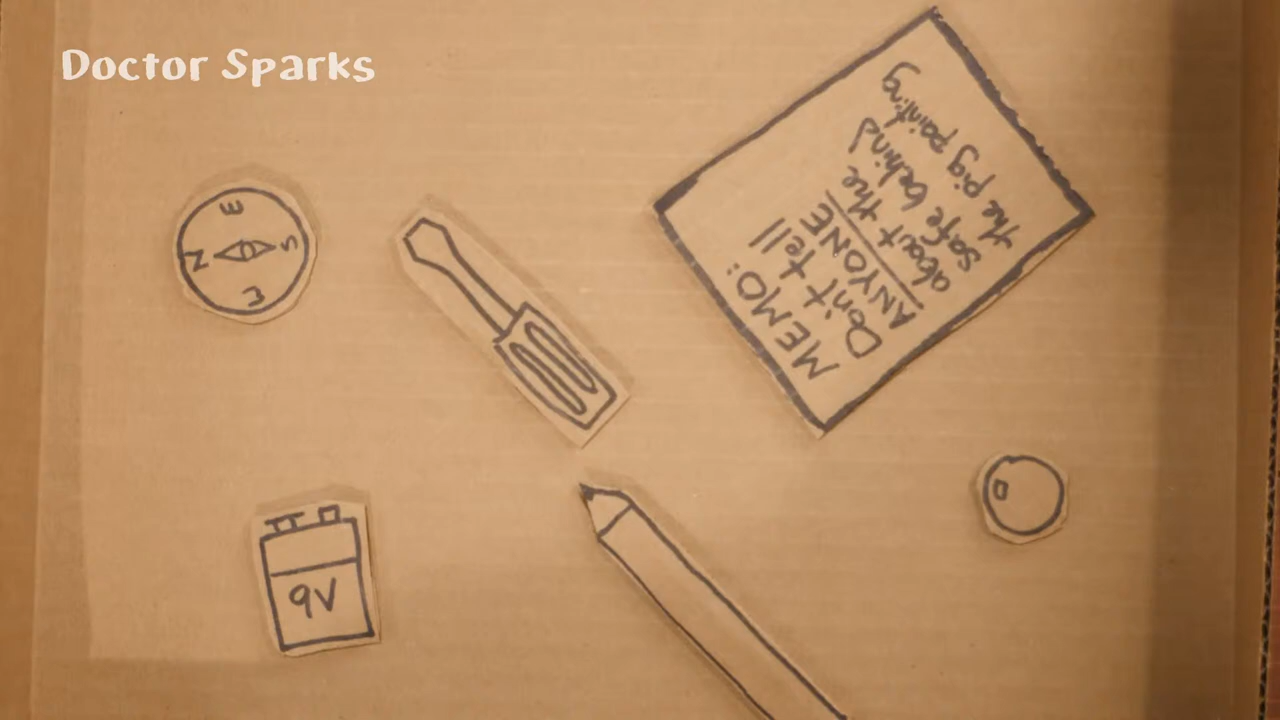 Doctor Sparks
MEMO:
Don't tell
ANYONE
about the
safe behind
the pig painting
N
E
S
W
9V